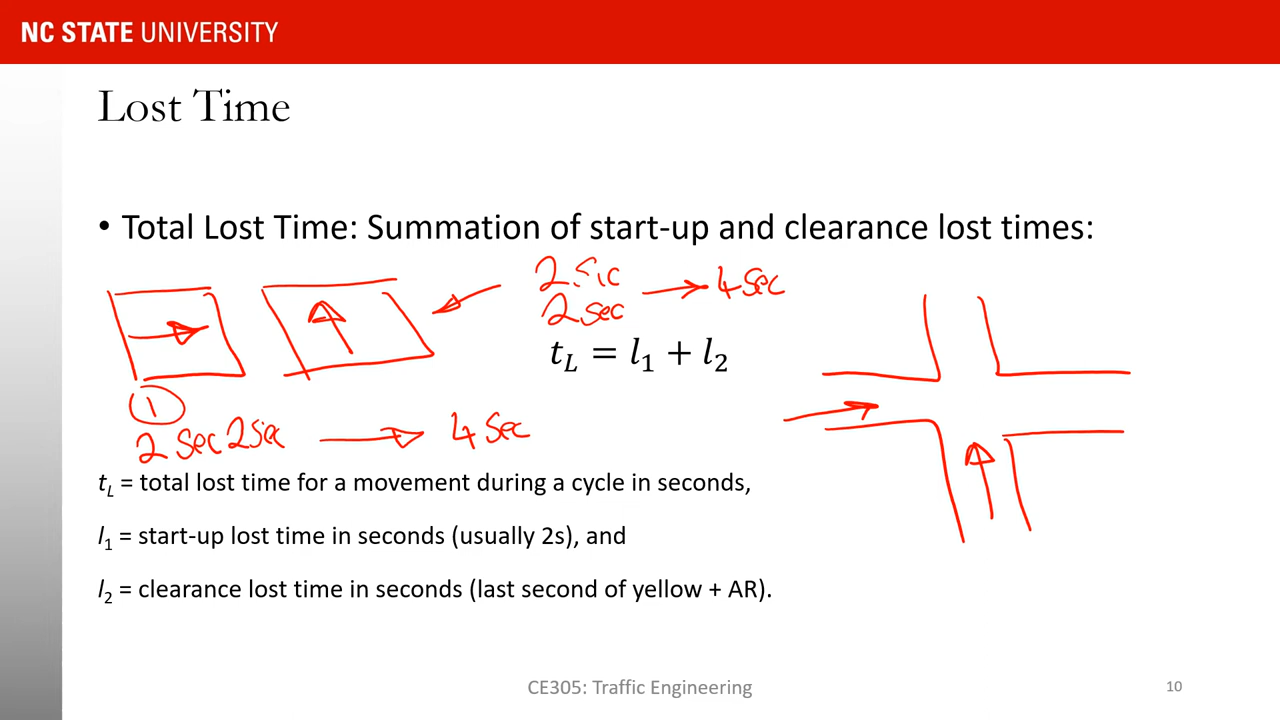 NC STATE UNIVERSITY
Lost Time
• Total Lost Time: Summation of start-up and clearance lost times:
2 Sec
2 sec → 4 Sec
t_L = l_1 + l_2
1
2 Sec 2 Sec → 4 Sec
t_L = total lost time for a movement during a cycle in seconds,
l_1 = start-up lost time in seconds (usually 2s), and
l_2 = clearance lost time in seconds (last second of yellow + AR).
CE305: Traffic Engineering
10